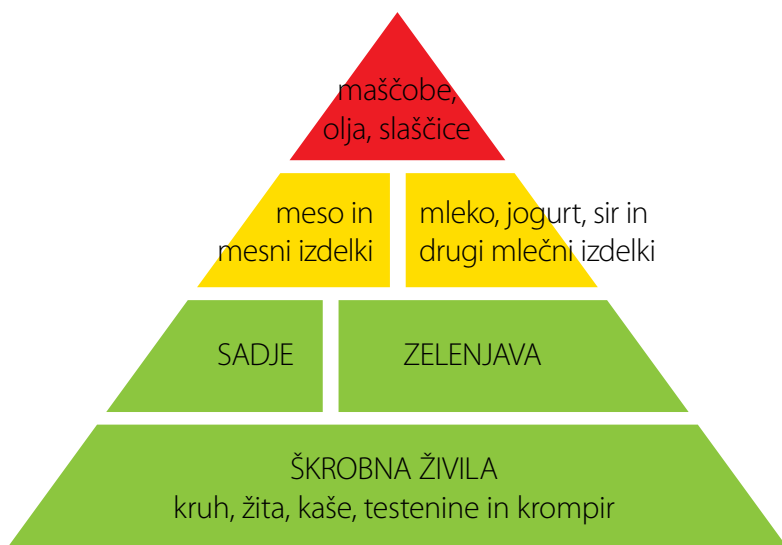 maščobe,
olja, slaščice
meso in
mesni izdelki
mleko, jogurt, sir in
drugi mlečni izdelki
SADJE
ZELENJAVA
ŠKROBNA ŽIVILA
kruh, žita, kaše, testenine in krompir